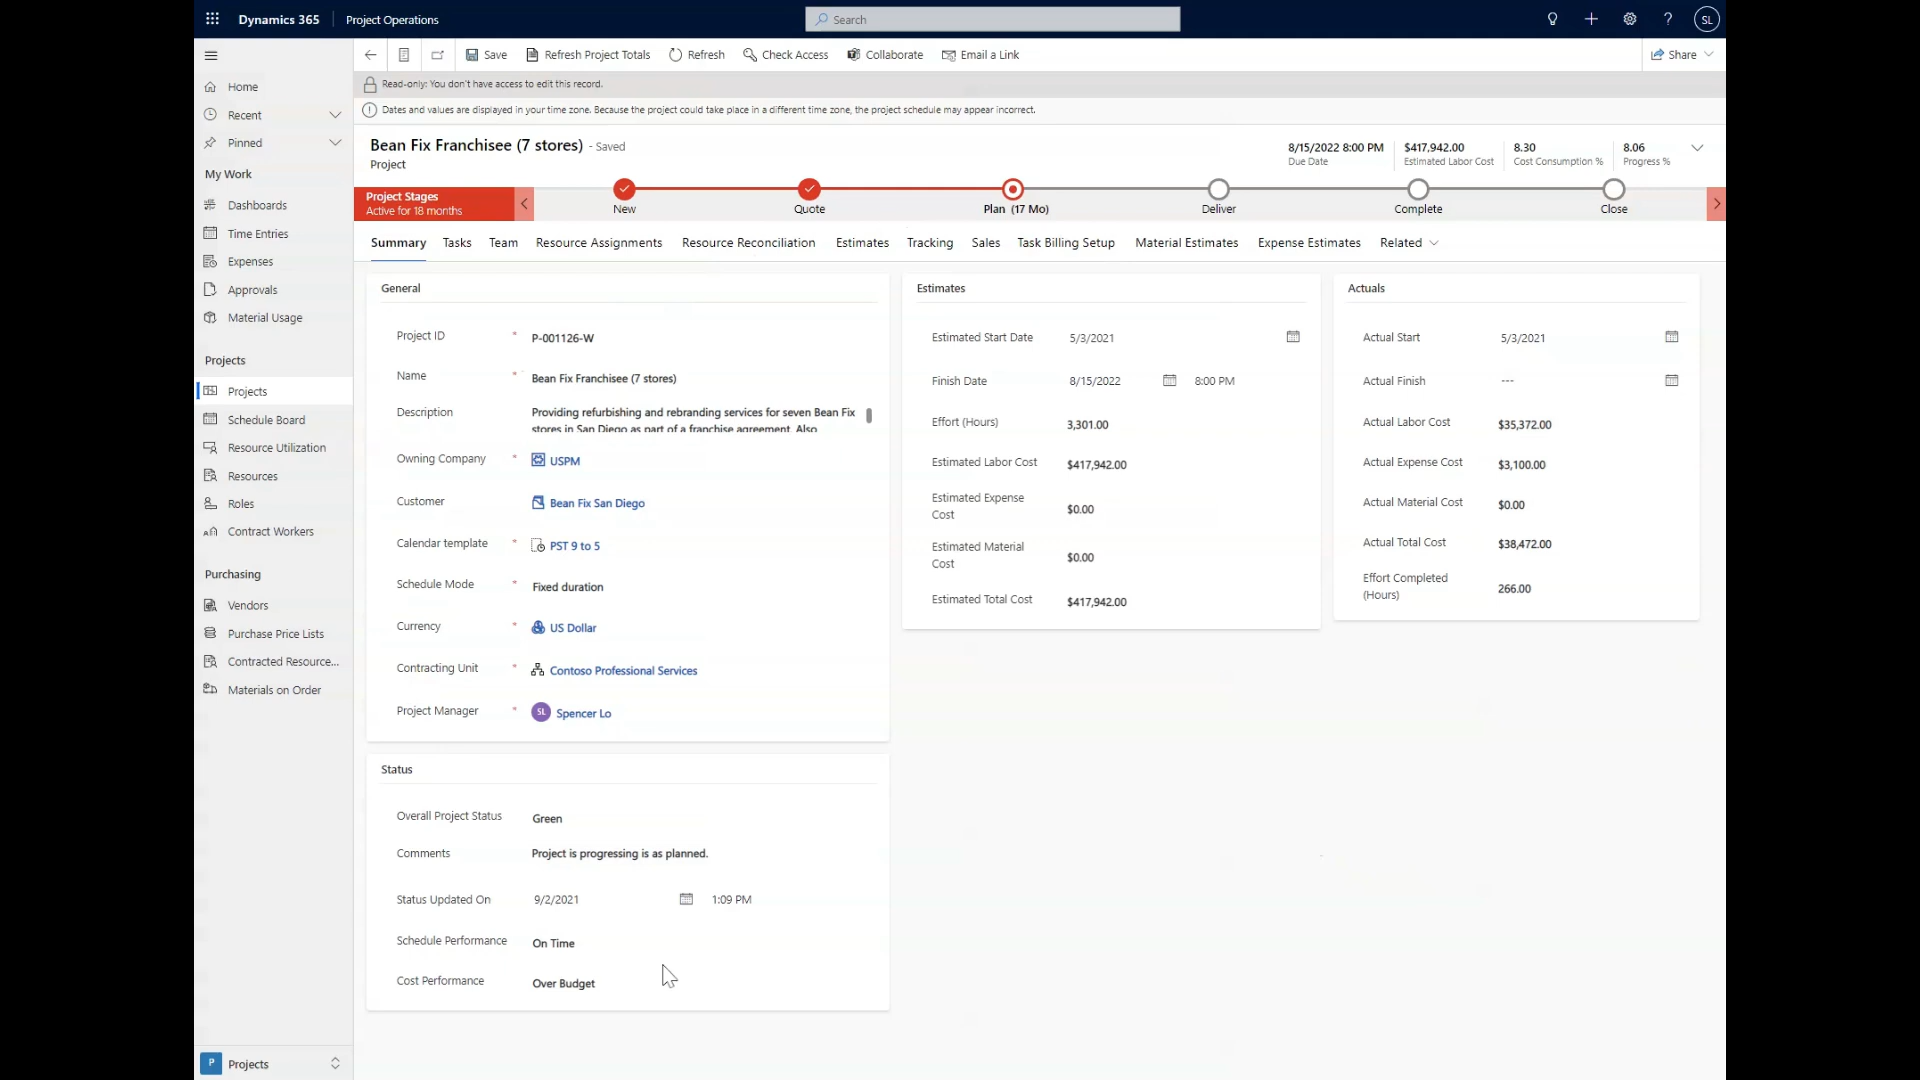 Dynamics 365
Project Operations
Search
SL
Save
Refresh Project Totals
Refresh
Check Access
Collaborate
Email a Link
Share
Read-only: You don't have access to edit this record.
Dates and values are displayed in your time zone. Because the project could take place in a different time zone, the project schedule may appear incorrect.
Home
Recent
Pinned
My Work
Dashboards
Time Entries
Expenses
Approvals
Material Usage
Projects
Projects
Schedule Board
Resource Utilization
Resources
Roles
Contract Workers
Purchasing
Vendors
Purchase Price Lists
Contracted Resource...
Materials on Order
P Projects
Bean Fix Franchisee (7 stores) - Saved
Project
8/15/2022 8:00 PM
Due Date
$417,942.00
Estimated Labor Cost
8.30
Cost Consumption %
8.06
Progress %
Project Stages
Active for 18 months
New
Quote
Plan (17 Mo)
Deliver
Complete
Close
Summary
Tasks
Team
Resource Assignments
Resource Reconciliation
Estimates
Tracking
Sales
Task Billing Setup
Material Estimates
Expense Estimates
Related
General
Project ID * P-001126-W
Name * Bean Fix Franchisee (7 stores)
Description Providing refurbishing and rebranding services for seven Bean Fix
stores in San Diego as part of a franchise agreement. Also
Owning Company * USPM
Customer Bean Fix San Diego
Calendar template * PST 9 to 5
Schedule Mode * Fixed duration
Currency * US Dollar
Contracting Unit * Contoso Professional Services
Project Manager * SL Spencer Lo
Status
Overall Project Status Green
Comments Project is progressing is as planned.
Status Updated On 9/2/2021 1:09 PM
Schedule Performance On Time
Cost Performance Over Budget
Estimates
Estimated Start Date 5/3/2021
Finish Date 8/15/2022 8:00 PM
Effort (Hours) 3,301.00
Estimated Labor Cost $417,942.00
Estimated Expense
Cost $0.00
Estimated Material
Cost $0.00
Estimated Total Cost $417,942.00
Actuals
Actual Start 5/3/2021
Actual Finish ---
Actual Labor Cost $35,372.00
Actual Expense Cost $3,100.00
Actual Material Cost $0.00
Actual Total Cost $38,472.00
Effort Completed
(Hours) 266.00